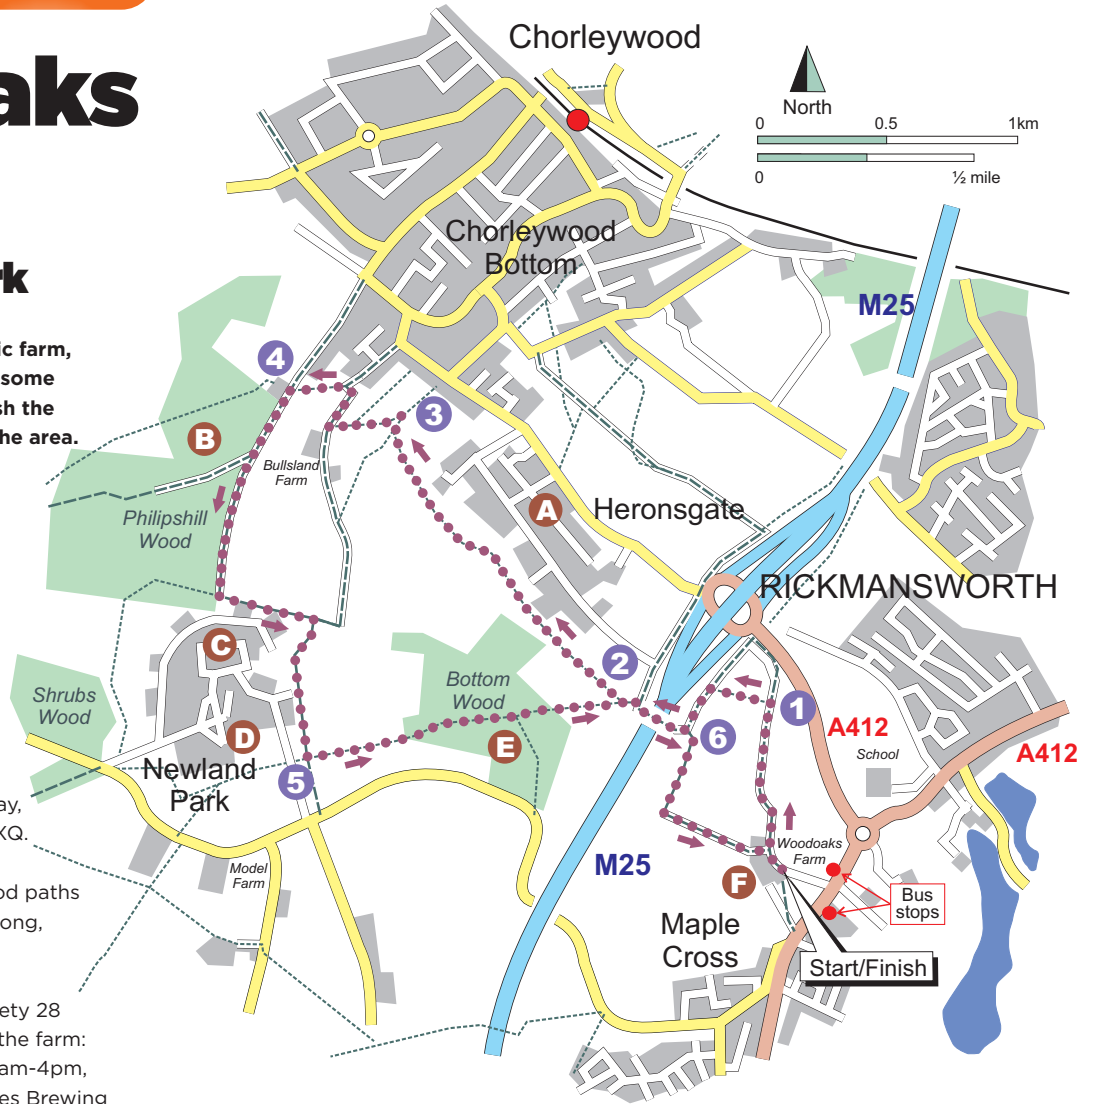 aks
rk
ic farm,
some
sh the
he area.
ay,
XQ.
od paths
ong,
ety 28
the farm:
am-4pm,
es Brewing
Chorleywood
North
0 0.5 1km
0 ½ mile
Chorleywood
Bottom
M25
4
3
B
Bullsland
Farm
A
Heronsgate
Philipshill
Wood
RICKMANSWORTH
C
2
Bottom
Wood
Shrubs
Wood
1
A412
D
E
6
School
A412
Newland
Park
5
Woodoaks
Farm
M25
Model
Farm
F
Bus
stops
Maple
Cross
Start/Finish